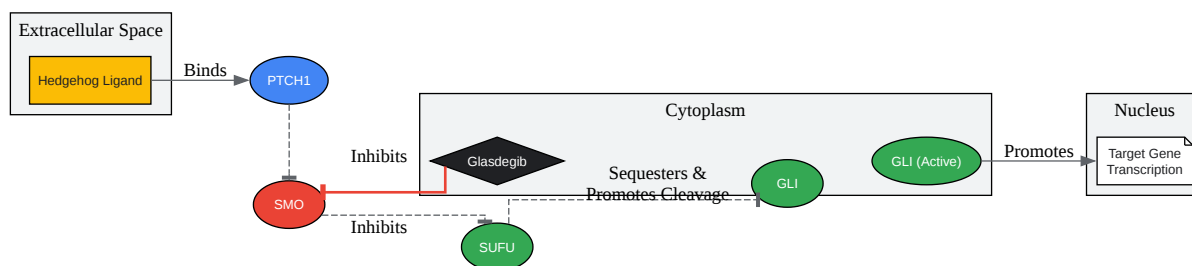 Extracellular Space
Hedgehog Ligand
Binds
PTCH1
Cytoplasm
Nucleus
Inhibits
Glasdegib
GLI (Active)
Promotes
Target Gene
Transcription
Sequesters &
Promotes Cleavage
GLI
SMO
Inhibits
SUFU